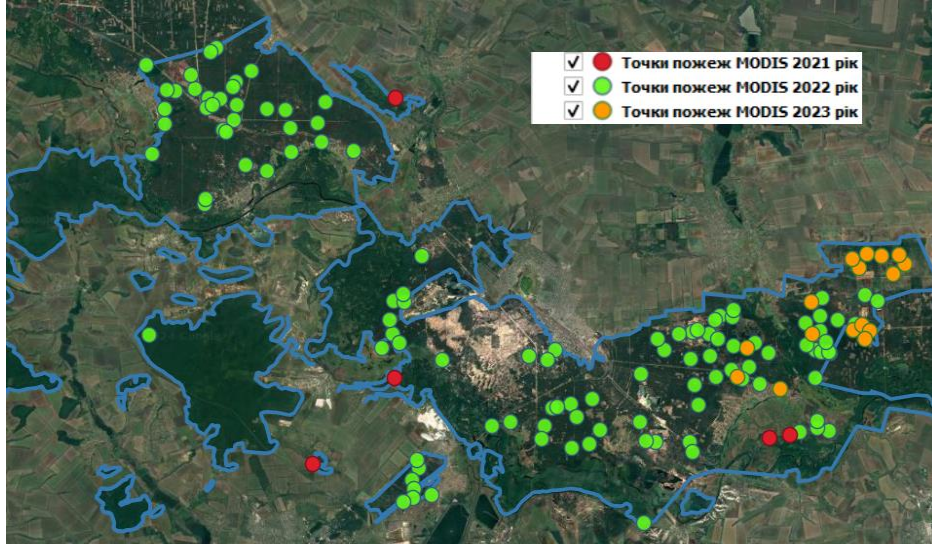 Точки пожеж MODIS 2021 рік
Точки пожеж MODIS 2022 рік
Точки пожеж MODIS 2023 рік